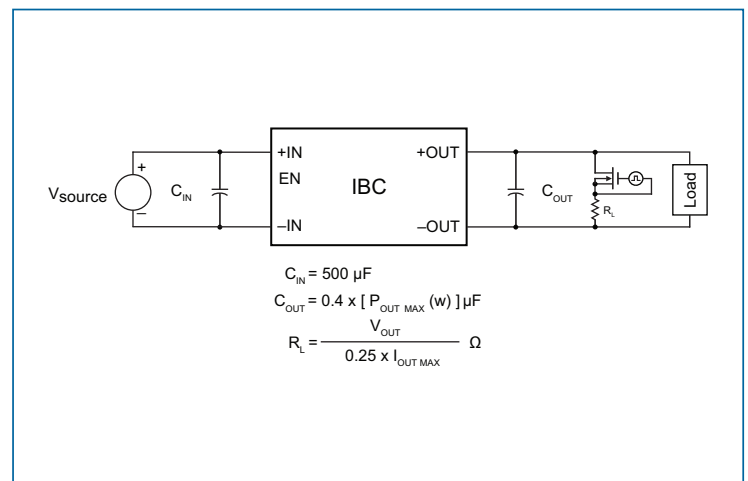 +IN
+OUT
EN
IBC
–IN
–OUT
+
–
Vsource
C_IN
C_OUT
R_L
Load
C_IN = 500 µF
C_OUT = 0.4 x [ P_OUT MAX (w) ] µF
R_L = V_OUT / 0.25 x I_OUT MAX Ω